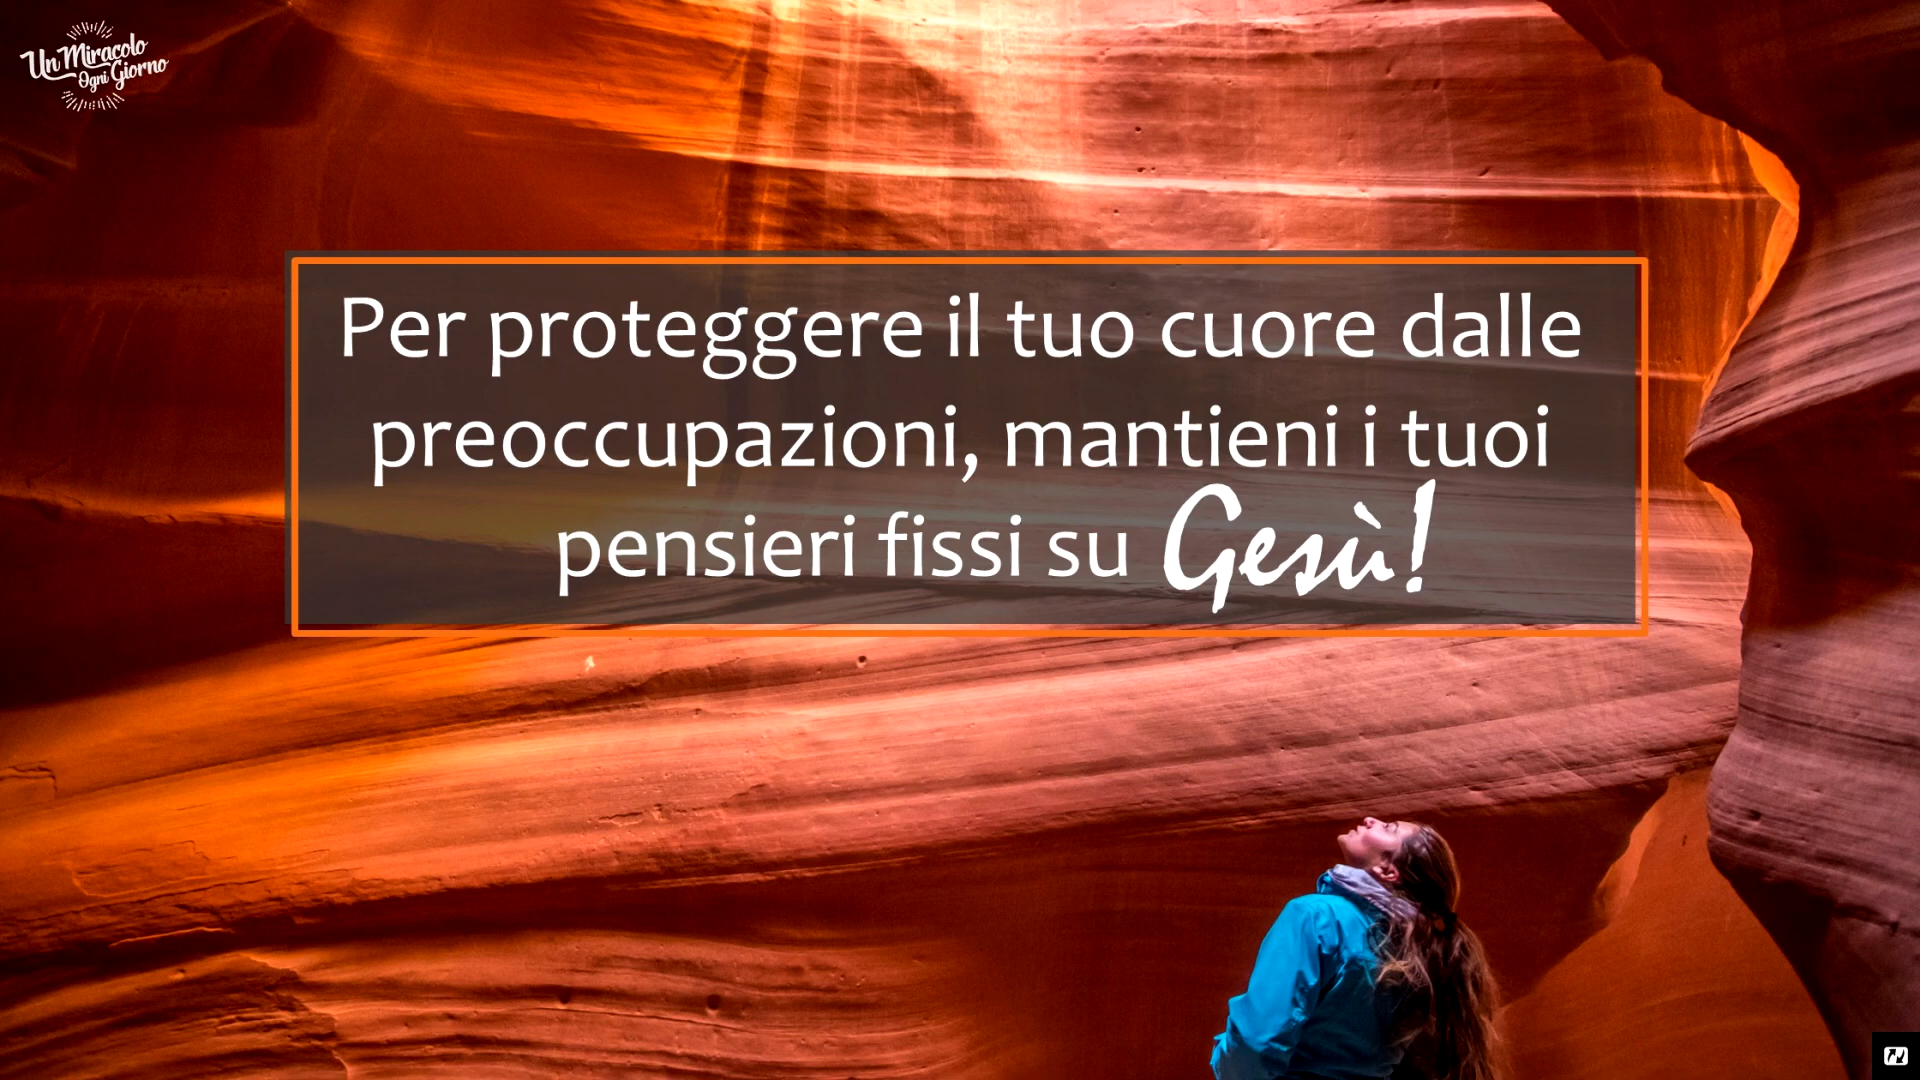 Un Miracolo
Ogni Giorno
Per proteggere il tuo cuore dalle
preoccupazioni, mantieni i tuoi
pensieri fissi su Gesù!